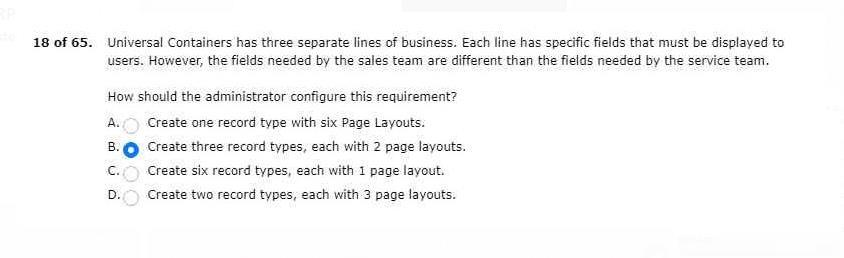 18 of 65. Universal Containers has three separate lines of business. Each line has specific fields that must be displayed to
users. However, the fields needed by the sales team are different than the fields needed by the service team.
How should the administrator configure this requirement?
A. Create one record type with six Page Layouts.
B. Create three record types, each with 2 page layouts.
C. Create six record types, each with 1 page layout.
D. Create two record types, each with 3 page layouts.